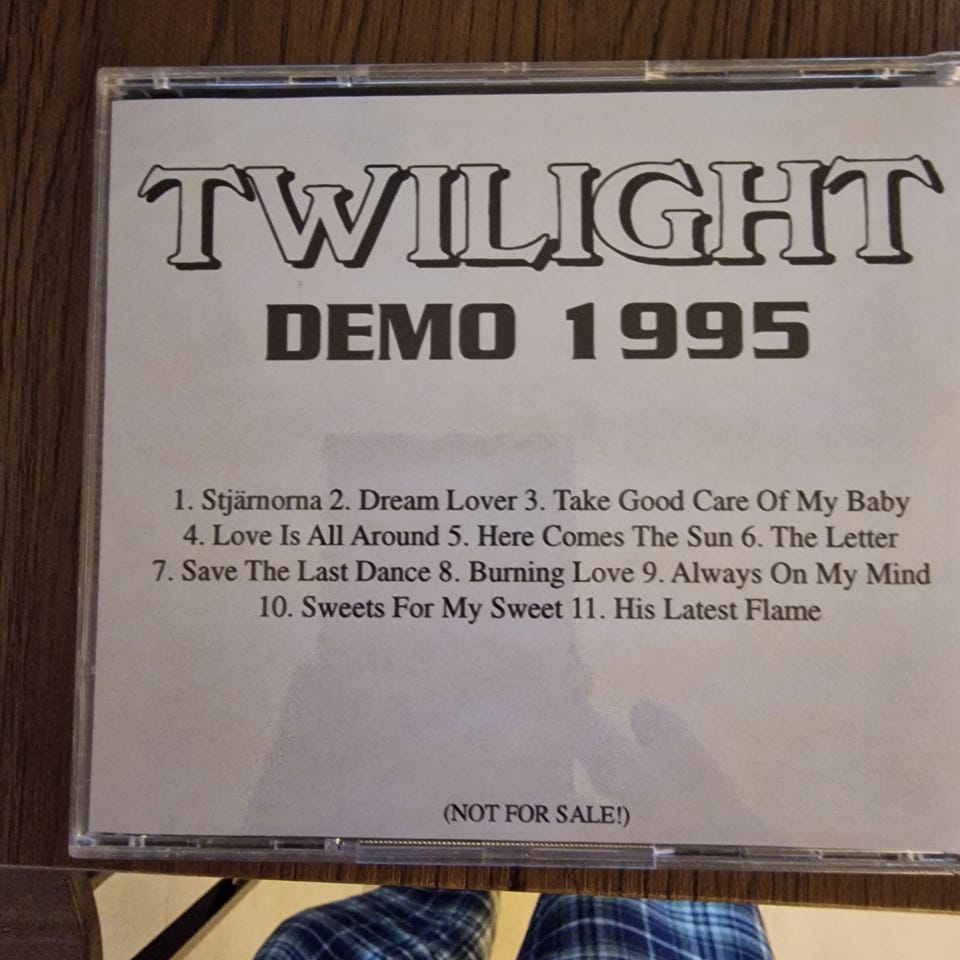 TWILIGHT
DEMO 1995
1. Stjärnorna 2. Dream Lover 3. Take Good Care Of My Baby
4. Love Is All Around 5. Here Comes The Sun 6. The Letter
7. Save The Last Dance 8. Burning Love 9. Always On My Mind
10. Sweets For My Sweet 11. His Latest Flame
(NOT FOR SALE!)